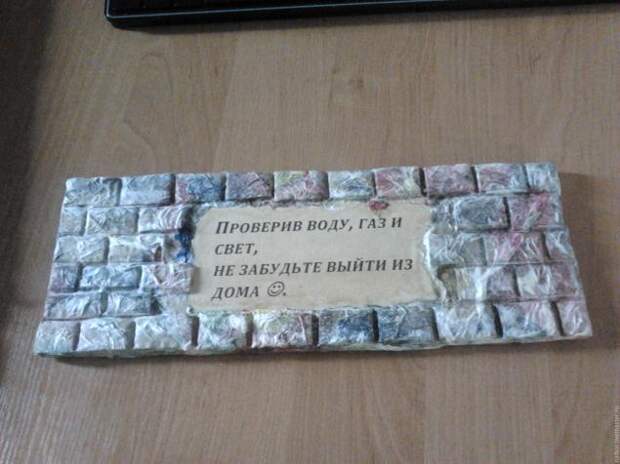 ПРОВЕРИВ ВОДУ, ГАЗ И
СВЕТ,
НЕ ЗАБУДЬТЕ ВЫЙТИ ИЗ
ДОМА ☺.